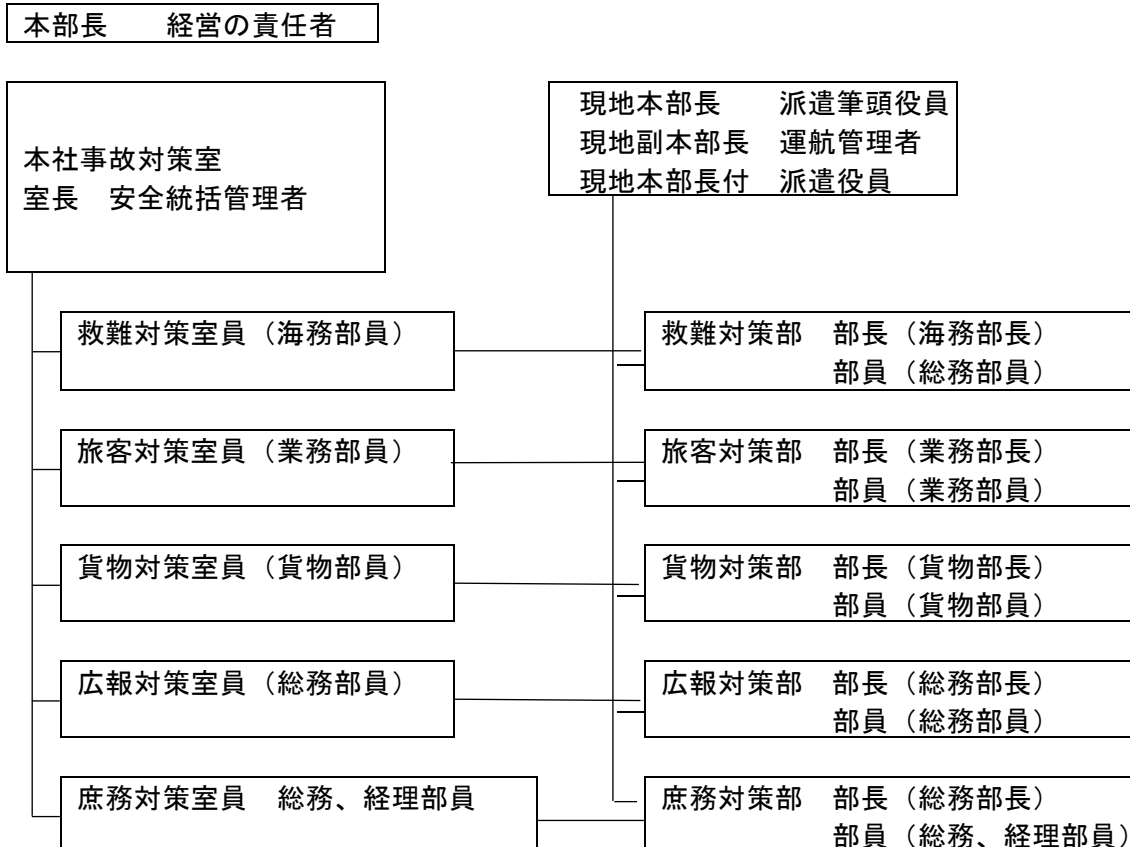 本部長　　経営の責任者
本社事故対策室
室長　安全統括管理者
現地本部長　　派遣筆頭役員
現地副本部長　運航管理者
現地本部長付　派遣役員
救難対策室員（海務部員）
救難対策部　部長（海務部長）
部員（総務部員）
旅客対策室員（業務部員）
旅客対策部　部長（業務部長）
部員（業務部員）
貨物対策室員（貨物部員）
貨物対策部　部長（貨物部長）
部員（貨物部員）
広報対策室員（総務部員）
広報対策部　部長（総務部長）
部員（総務部員）
庶務対策室員　総務、経理部員
庶務対策部　部長（総務部長）
部員（総務、経理部員）